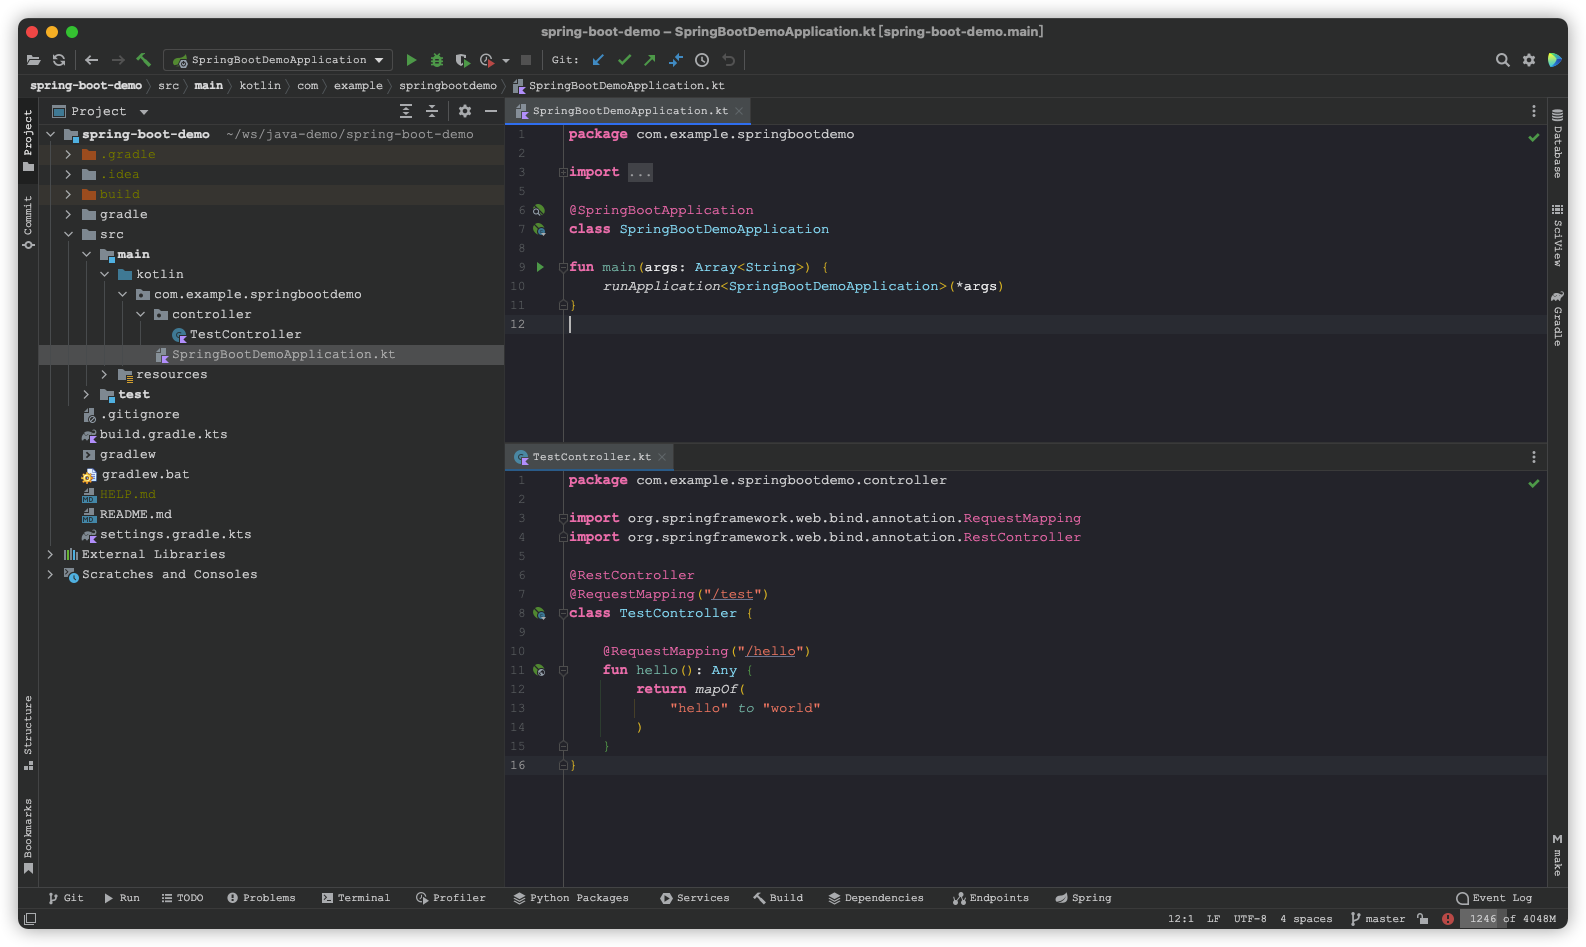 spring-boot-demo – SpringBootDemoApplication.kt [spring-boot-demo.main]
SpringBootDemoApplication
Git:
spring-boot-demo
src
main
kotlin
com
example
springbootdemo
SpringBootDemoApplication.kt
Project
Commit
Structure
Bookmarks
Project
spring-boot-demo ~/ws/java-demo/spring-boot-demo
.gradle
.idea
build
gradle
src
main
kotlin
com.example.springbootdemo
controller
TestController
SpringBootDemoApplication.kt
resources
test
.gitignore
build.gradle.kts
gradlew
gradlew.bat
HELP.md
README.md
settings.gradle.kts
External Libraries
Scratches and Consoles
SpringBootDemoApplication.kt
1 package com.example.springbootdemo
2
3 import ...
5
6 @SpringBootApplication
7 class SpringBootDemoApplication
8
9 fun main(args: Array<String>) {
10     runApplication<SpringBootDemoApplication>(*args)
11 }
12
TestController.kt
1 package com.example.springbootdemo.controller
2
3 import org.springframework.web.bind.annotation.RequestMapping
4 import org.springframework.web.bind.annotation.RestController
5
6 @RestController
7 @RequestMapping("/test")
8 class TestController {
9
10     @RequestMapping("/hello")
11     fun hello(): Any {
12         return mapOf(
13             "hello" to "world"
14         )
15     }
16 }
Database
SciView
Gradle
M make
Git
Run
TODO
Problems
Terminal
Profiler
Python Packages
Services
Build
Dependencies
Endpoints
Spring
Event Log
12:1 LF UTF-8 4 spaces master 1246 of 4048M